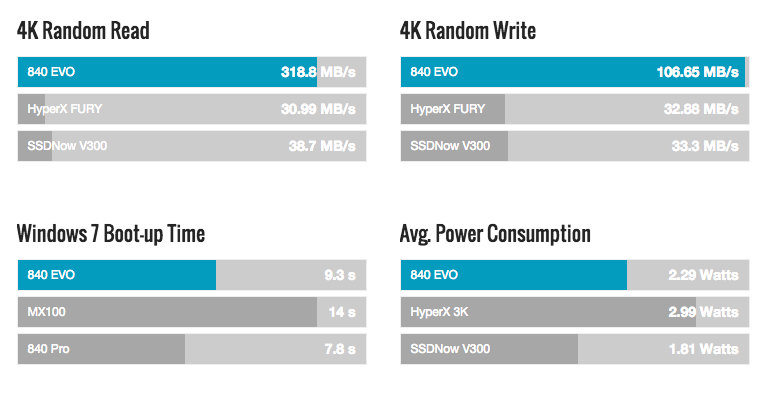 4K Random Read
840 EVO 318.8 MB/s
HyperX FURY 30.99 MB/s
SSDNow V300 38.7 MB/s
4K Random Write
840 EVO 106.65 MB/s
HyperX FURY 32.88 MB/s
SSDNow V300 33.3 MB/s
Windows 7 Boot-up Time
840 EVO 9.3 s
MX100 14 s
840 Pro 7.8 s
Avg. Power Consumption
840 EVO 2.29 Watts
HyperX 3K 2.99 Watts
SSDNow V300 1.81 Watts